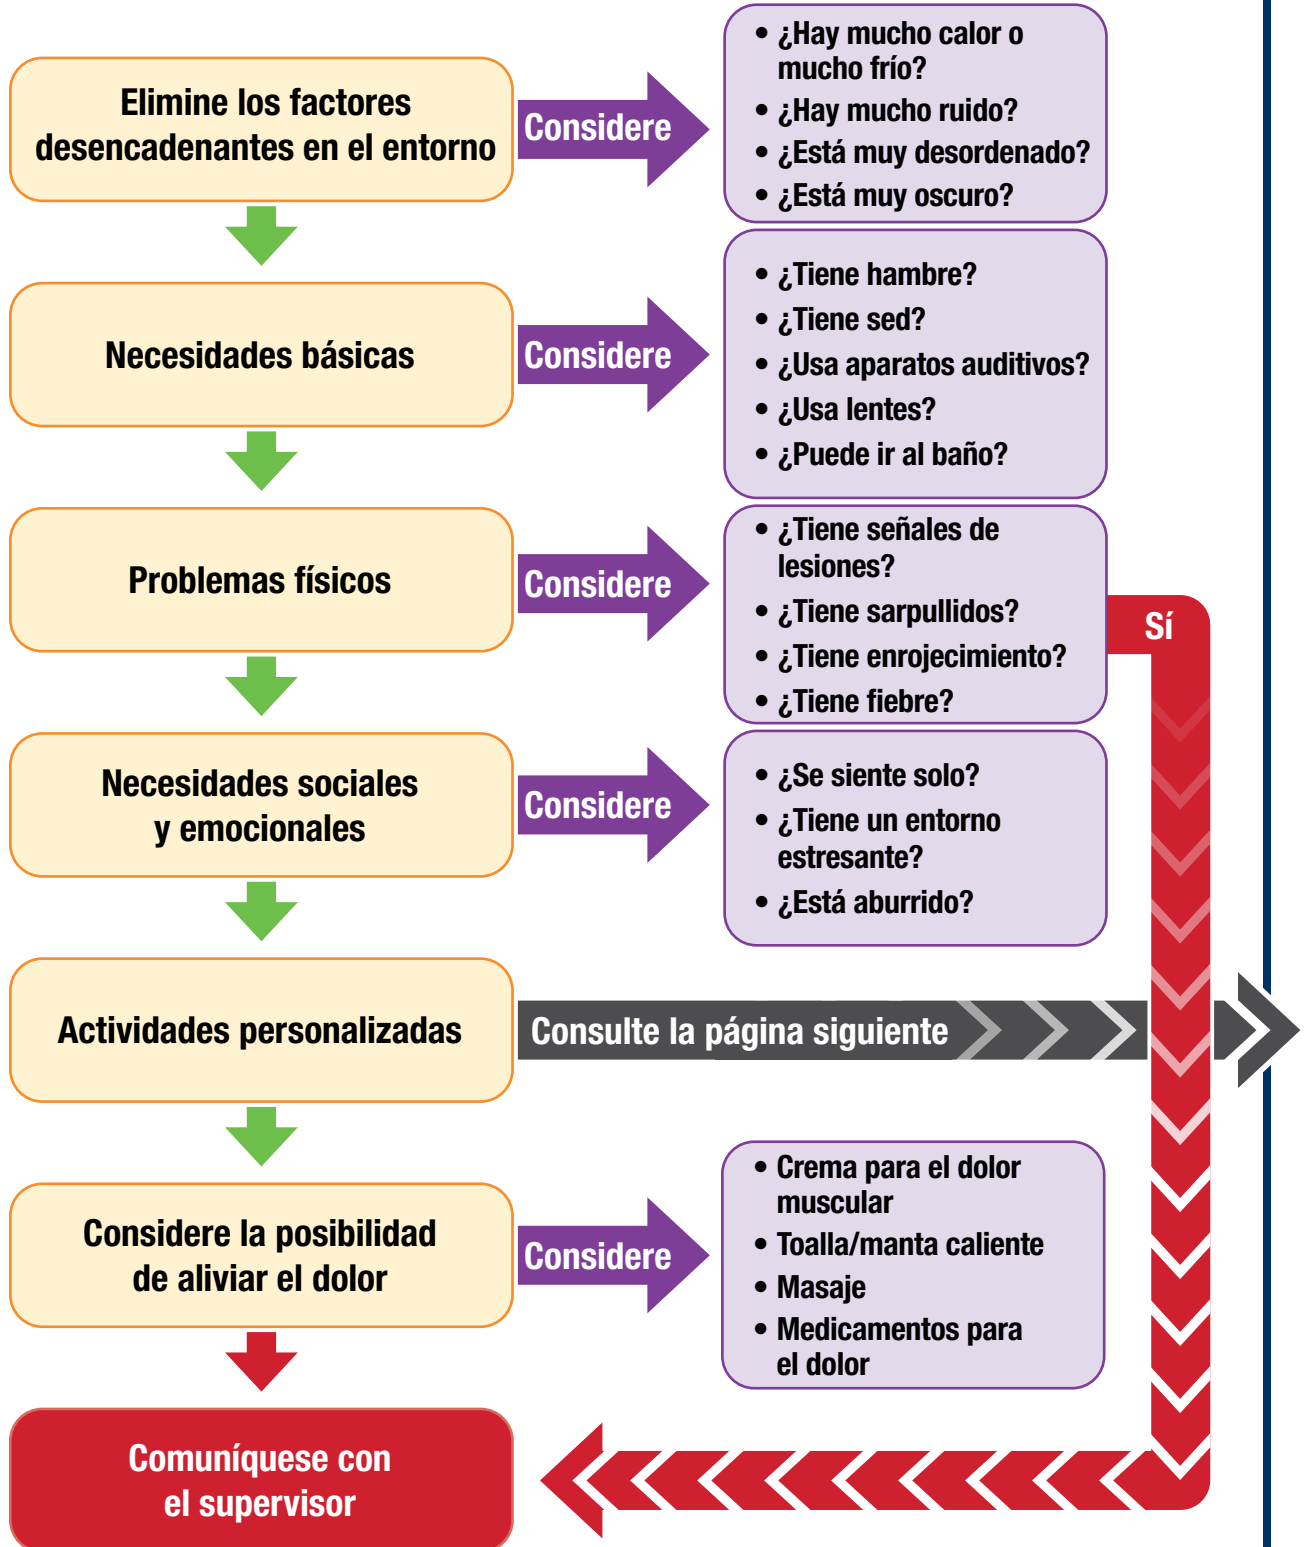 Elimine los factores
desencadenantes en el entorno
Considere
• ¿Hay mucho calor o
mucho frío?
• ¿Hay mucho ruido?
• ¿Está muy desordenado?
• ¿Está muy oscuro?
Necesidades básicas
Considere
• ¿Tiene hambre?
• ¿Tiene sed?
• ¿Usa aparatos auditivos?
• ¿Usa lentes?
• ¿Puede ir al baño?
Problemas físicos
Considere
• ¿Tiene señales de
lesiones?
• ¿Tiene sarpullidos?
• ¿Tiene enrojecimiento?
• ¿Tiene fiebre?
Sí
Necesidades sociales
y emocionales
Considere
• ¿Se siente solo?
• ¿Tiene un entorno
estresante?
• ¿Está aburrido?
Actividades personalizadas
Consulte la página siguiente
Considere la posibilidad
de aliviar el dolor
Considere
• Crema para el dolor
muscular
• Toalla/manta caliente
• Masaje
• Medicamentos para
el dolor
Comuníquese con
el supervisor